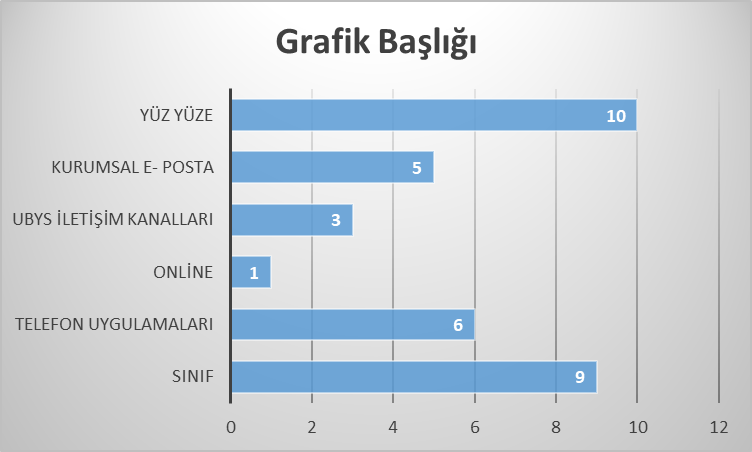 Grafik Başlığı
YÜZ YÜZE 10
KURUMSAL E- POSTA 5
UBYS İLETİŞİM KANALLARI 3
ONLİNE 1
TELEFON UYGULAMALARI 6
SINIF 9
0 2 4 6 8 10 12